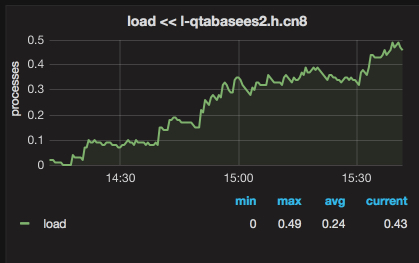 load << l-qtabasees2.h.cn8
processes
0.5
0.4
0.3
0.2
0.1
0
14:30 15:00 15:30
min max avg current
load 0 0.49 0.24 0.43